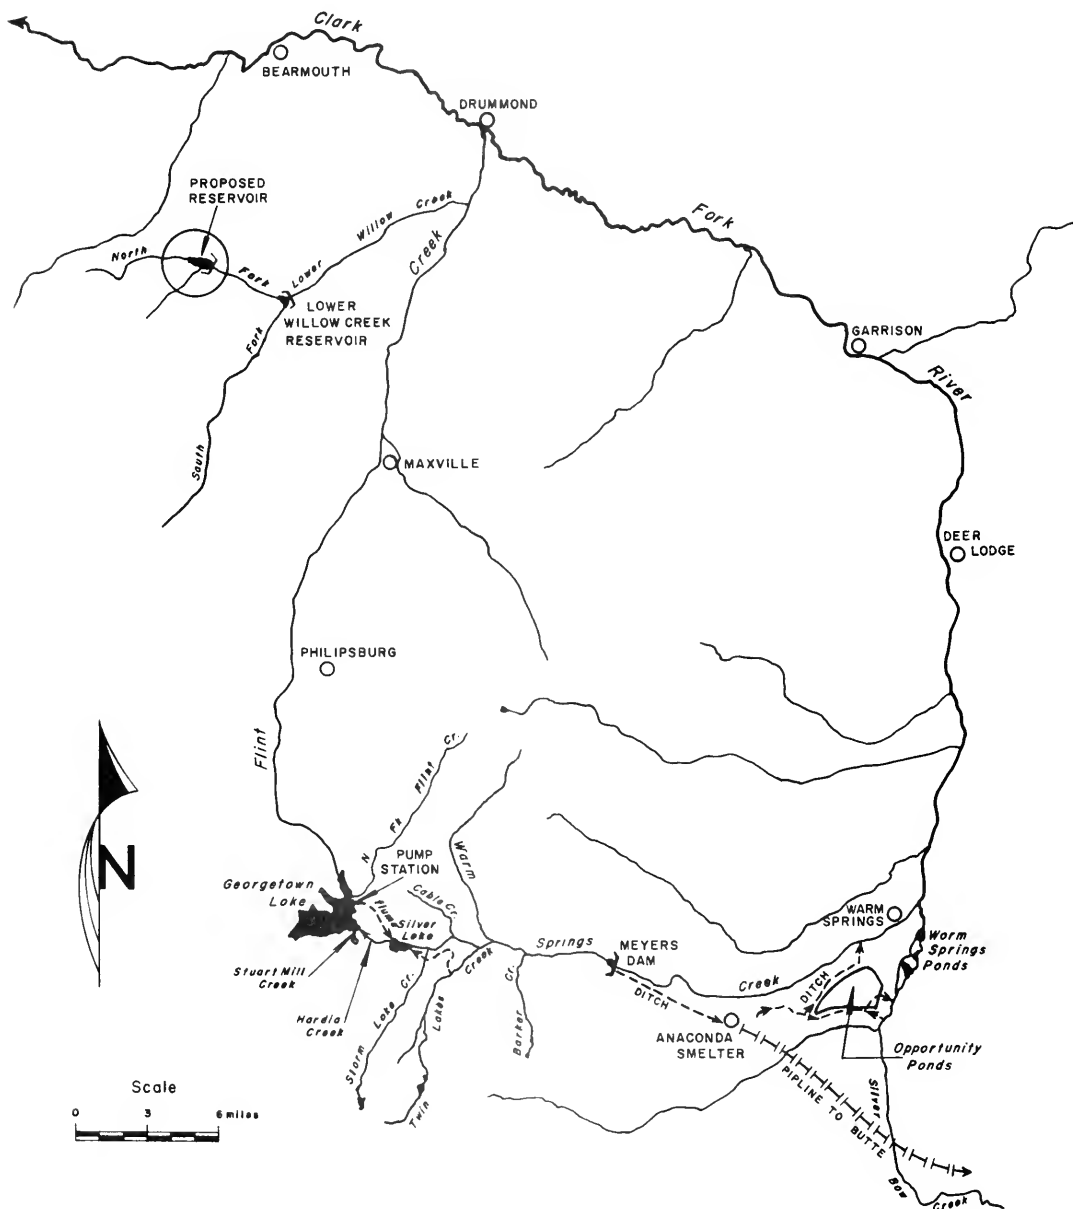 Clark
BEARMOUTH
DRUMMOND
PROPOSED
RESERVOIR
Willow Creek
Fork
North
Fork
Lower
Creek
LOWER
WILLOW CREEK
RESERVOIR
Fork
South
GARRISON
River
MAXVILLE
DEER
LODGE
PHILIPSBURG
Flint
N Fk Flint Cr.
Warm
N
PUMP
STATION
Georgetown
Lake
Cable Cr.
Flume
Silver
Lake
Creek
Springs
MEYERS
DAM
WARM
SPRINGS
Worm
Springs
Ponds
Stuart Mill
Creek
Hardia
Creek
Storm Lake Cr.
Twin Lakes
Barker Cr.
DITCH
Creek
DITCH
ANACONDA
SMELTER
Opportunity
Ponds
PIPLINE TO BUTTE
Silver
Bow
Creek
Scale
0 3 6 miles